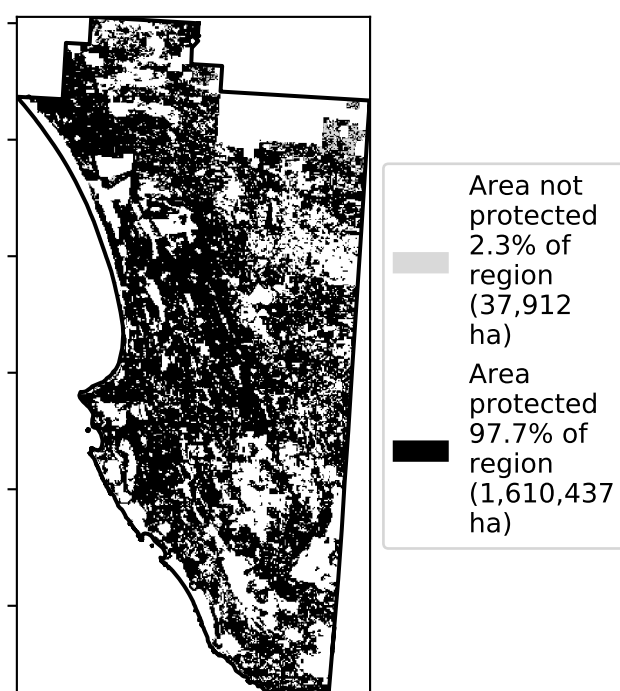 Area not
protected
2.3% of
region
(37,912
ha)
Area
protected
97.7% of
region
(1,610,437
ha)